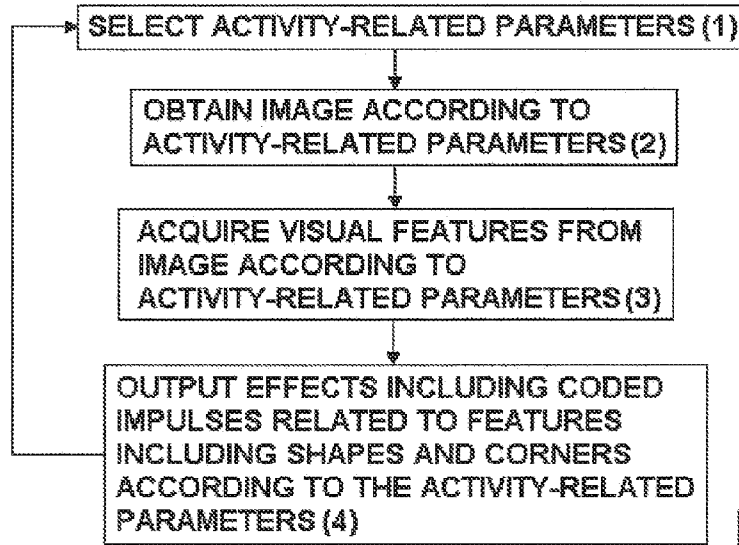 SELECT ACTIVITY-RELATED PARAMETERS (1)
OBTAIN IMAGE ACCORDING TO
ACTIVITY-RELATED PARAMETERS (2)
ACQUIRE VISUAL FEATURES FROM
IMAGE ACCORDING TO
ACTIVITY-RELATED PARAMETERS (3)
OUTPUT EFFECTS INCLUDING CODED
IMPULSES RELATED TO FEATURES
INCLUDING SHAPES AND CORNERS
ACCORDING TO THE ACTIVITY-RELATED
PARAMETERS (4)